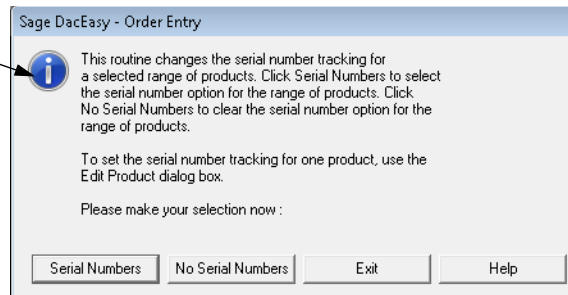 Sage DacEasy - Order Entry
This routine changes the serial number tracking for
a selected range of products. Click Serial Numbers to select
the serial number option for the range of products. Click
No Serial Numbers to clear the serial number option for the
range of products.
To set the serial number tracking for one product, use the
Edit Product dialog box.
Please make your selection now :
Serial Numbers No Serial Numbers Exit Help